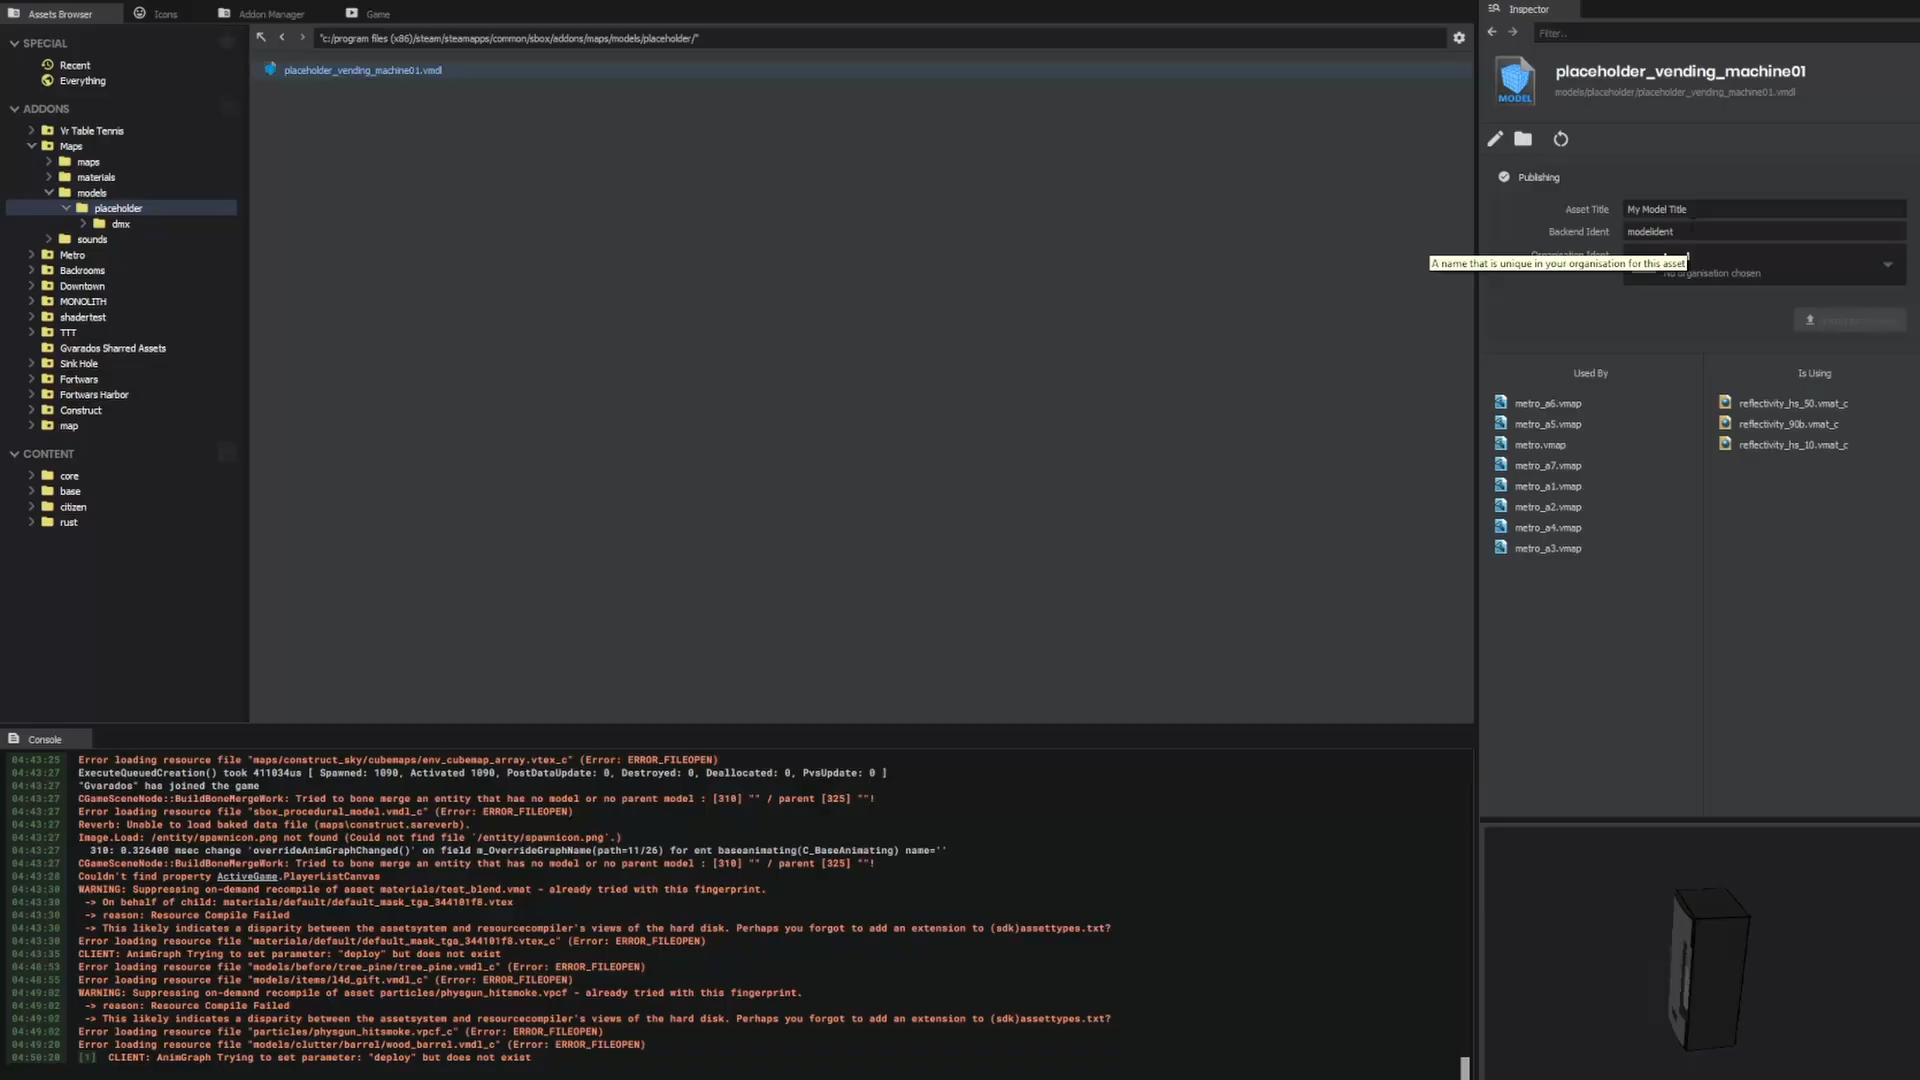 Assets Browser
Icons
Addon Manager
Game
SPECIAL
Recent
Everything
ADDONS
Vr Table Tennis
Maps
maps
materials
models
placeholder
dmx
sounds
Metro
Backrooms
Downtown
MONOLITH
shadertest
TTT
Gvarados Sharred Assets
Sink Hole
Fortwars
Fortwars Harbor
Construct
map
CONTENT
core
base
citizen
rust
"c:/program files (x86)/steam/steamapps/common/sbox/addons/maps/models/placeholder/"
placeholder_vending_machine01.vmdl
Inspector
Filter..
placeholder_vending_machine01
models/placeholder/placeholder_vending_machine01.vmdl
MODEL
Publishing
Asset Title
My Model Title
Backend Ident
modelident
Organisation Ident
A name that is unique in your organisation for this asset
No organisation chosen
Used By
metro_a6.vmap
metro_a5.vmap
metro.vmap
metro_a7.vmap
metro_a1.vmap
metro_a2.vmap
metro_a4.vmap
metro_a3.vmap
Is Using
reflectivity_hs_50.vmat_c
reflectivity_90b.vmat_c
reflectivity_hs_10.vmat_c
Console
04:43:25 Error loading resource file "maps/construct_sky/cubemaps/env_cubemap_array.vtex_c" (Error: ERROR_FILEOPEN)
04:43:27 ExecuteQueuedCreation() took 411034us [ Spawned: 1090, Activated 1090, PostDataUpdate: 0, Destroyed: 0, Deallocated: 0, PvsUpdate: 0 ]
04:43:27 "Gvarados" has joined the game
04:43:27 CGameSceneNode::BuildBoneMergeWork: Tried to bone merge an entity that has no model or no parent model : [310] "" / parent [325] ""!
04:43:27 Error loading resource file "sbox_procedural_model.vmdl_c" (Error: ERROR_FILEOPEN)
04:43:27 Reverb: Unable to load baked data file (maps\construct.sareverb).
04:43:27 Image.Load: /entity/spawnicon.png not found (Could not find file '/entity/spawnicon.png'.)
04:43:27 310: 0.326400 msec change 'overrideAnimGraphChanged()' on field m_OverrideGraphName(path=11/26) for ent baseanimating(C_BaseAnimating) name=''
04:43:27 CGameSceneNode::BuildBoneMergeWork: Tried to bone merge an entity that has no model or no parent model : [310] "" / parent [325] ""!
04:43:28 Couldn't find property ActiveGame.PlayerListCanvas
04:43:30 WARNING: Suppressing on-demand recompile of asset materials/test_blend.vmat - already tried with this fingerprint.
04:43:30 -> On behalf of child: materials/default/default_mask_tga_344101f8.vtex
04:43:30 -> reason: Resource Compile Failed
04:43:30 -> This likely indicates a disparity between the assetsystem and resourcecompiler's views of the hard disk. Perhaps you forgot to add an extension to (sdk)assettypes.txt?
04:43:30 Error loading resource file "materials/default/default_mask_tga_344101f8.vtex_c" (Error: ERROR_FILEOPEN)
04:43:35 CLIENT: AnimGraph Trying to set parameter: "deploy" but does not exist
04:48:53 Error loading resource file "models/before/tree_pine/tree_pine.vmdl_c" (Error: ERROR_FILEOPEN)
04:48:55 Error loading resource file "models/items/l4d_gift.vmdl_c" (Error: ERROR_FILEOPEN)
04:49:02 WARNING: Suppressing on-demand recompile of asset particles/physgun_hitsmoke.vpcf - already tried with this fingerprint.
04:49:02 -> reason: Resource Compile Failed
04:49:02 -> This likely indicates a disparity between the assetsystem and resourcecompiler's views of the hard disk. Perhaps you forgot to add an extension to (sdk)assettypes.txt?
04:49:02 Error loading resource file "particles/physgun_hitsmoke.vpcf_c" (Error: ERROR_FILEOPEN)
04:49:20 Error loading resource file "models/clutter/barrel/wood_barrel.vmdl_c" (Error: ERROR_FILEOPEN)
04:50:20 [1] CLIENT: AnimGraph Trying to set parameter: "deploy" but does not exist